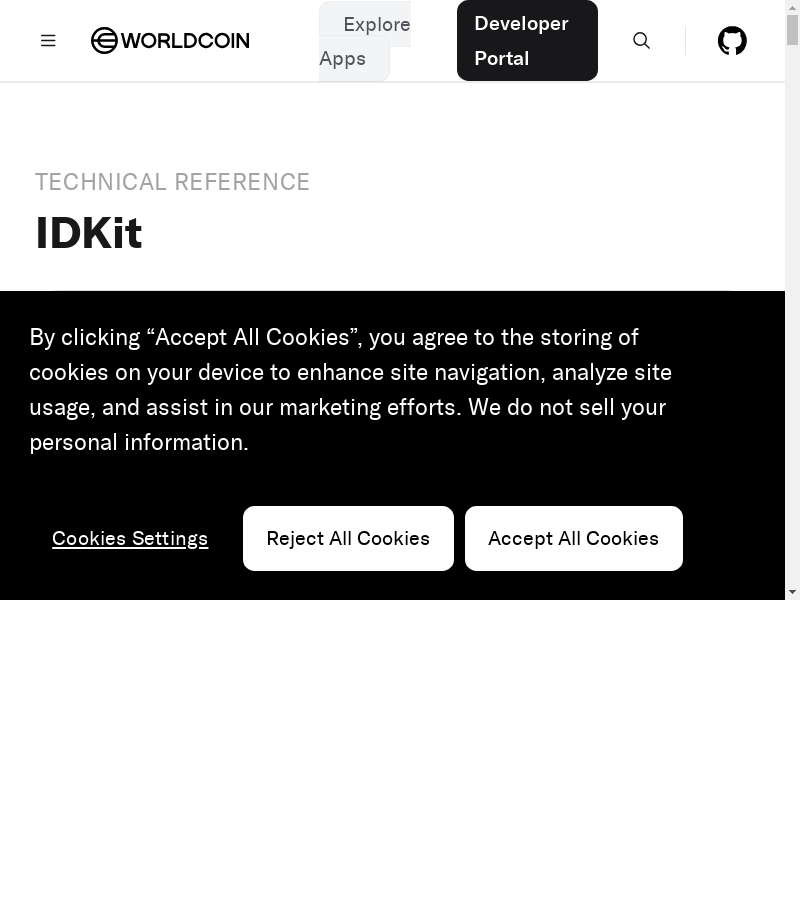 WORLDCOIN
Explore
Apps
Developer
Portal
TECHNICAL REFERENCE
IDKit
By clicking “Accept All Cookies”, you agree to the storing of
cookies on your device to enhance site navigation, analyze site
usage, and assist in our marketing efforts. We do not sell your
personal information.
Cookies Settings
Reject All Cookies
Accept All Cookies